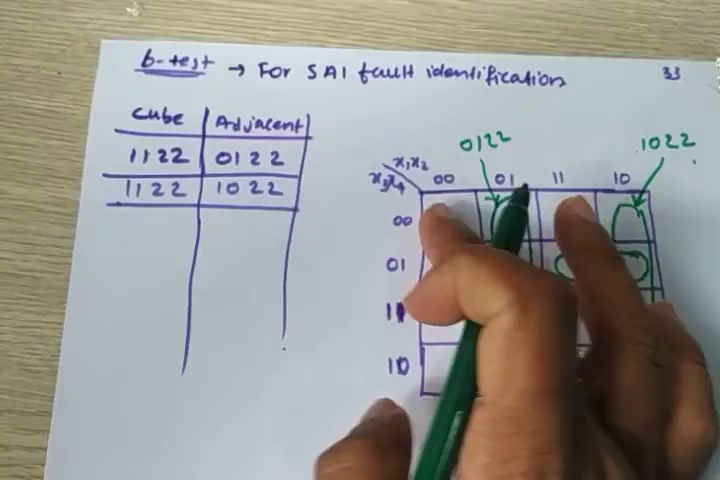 b-test → For SA1 fault identification
33
Cube Adjacent
1122 0122
1122 1022
0122
1022
x₁x₂
x₃x₄
00 01 11 10
00
01
11
10